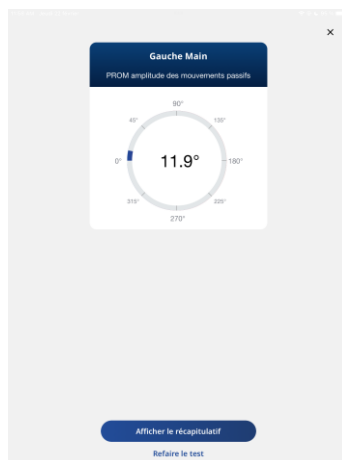 ×
Gauche Main
PROM amplitude des mouvements passifs
90°
45°
135°
0°
11.9°
180°
315°
225°
270°
Afficher le récapitulatif
Refaire le test